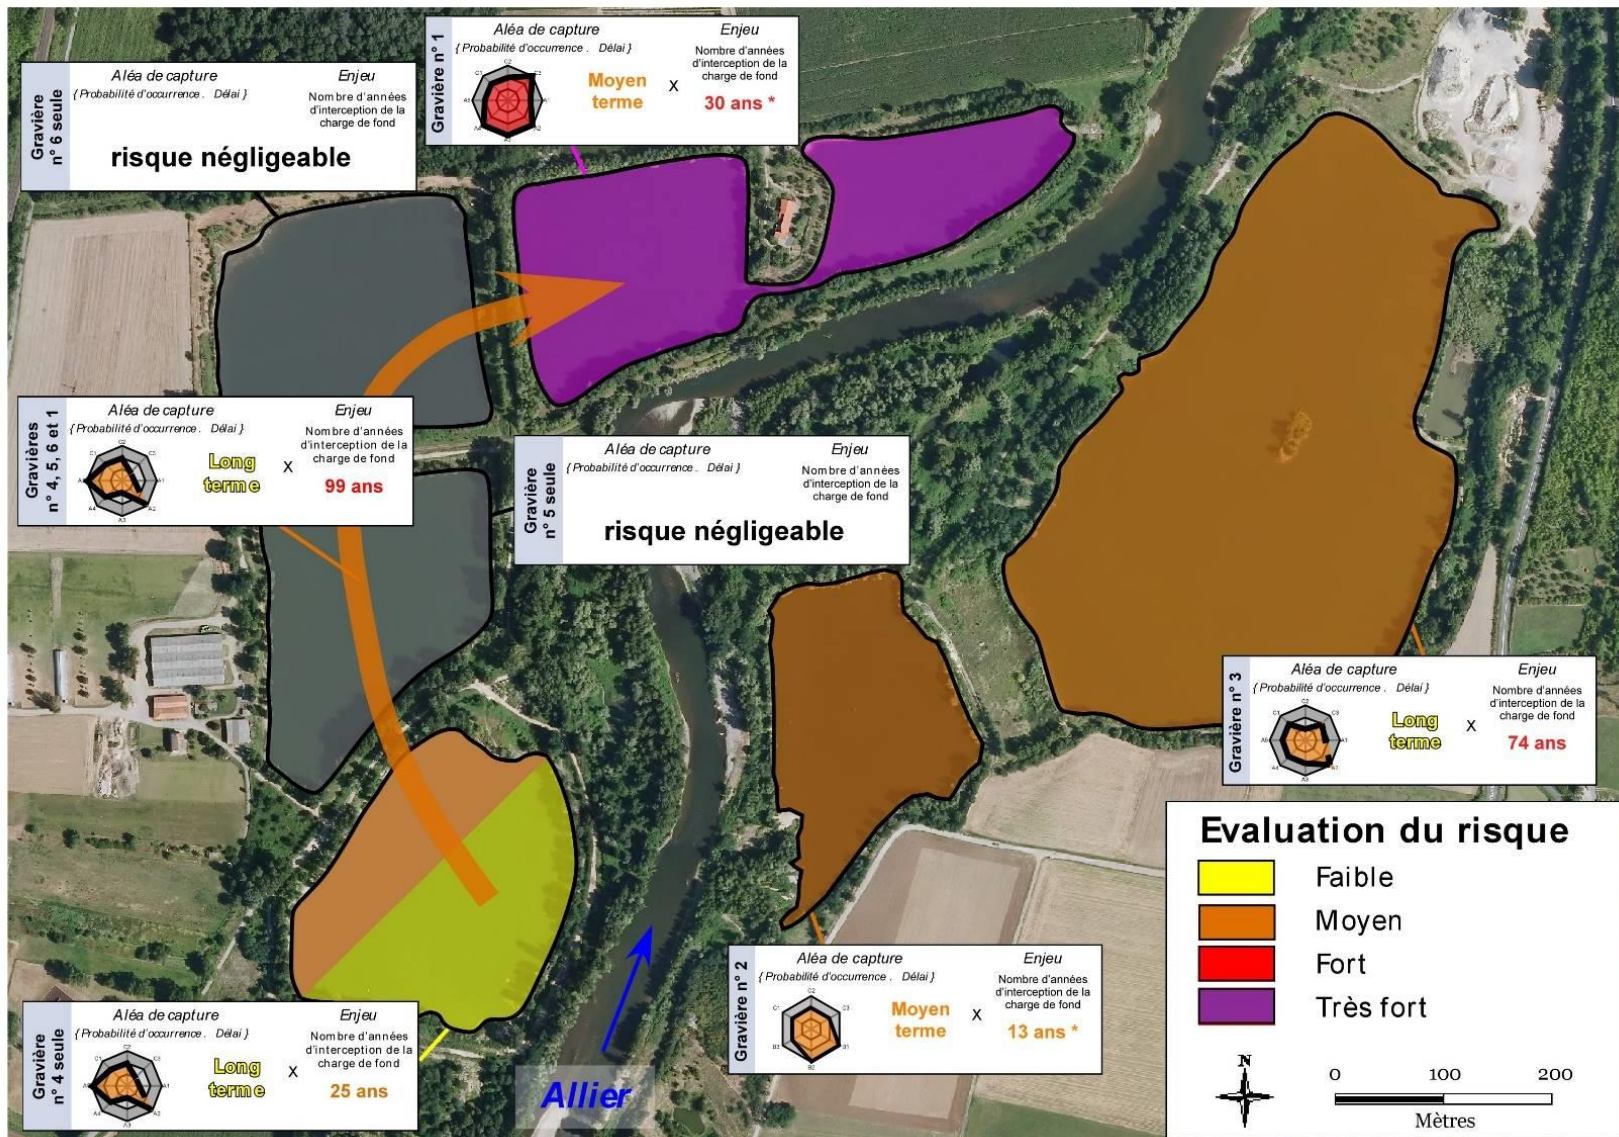 Gravière
n° 6 seule
Aléa de capture
{ Probabilité d'occurrence . Délai }
Enjeu
Nombre d'années
d'interception de la
charge de fond
risque négligeable
Gravière n° 1
Aléa de capture
{ Probabilité d'occurrence . Délai }
Moyen
terme
X
Enjeu
Nombre d'années
d'interception de la
charge de fond
30 ans *
Gravières
n° 4, 5, 6 et 1
Aléa de capture
{ Probabilité d'occurrence . Délai }
Long
terme
X
Enjeu
Nombre d'années
d'interception de la
charge de fond
99 ans
Gravière
n° 5 seule
Aléa de capture
{ Probabilité d'occurrence . Délai }
Enjeu
Nombre d'années
d'interception de la
charge de fond
risque négligeable
Gravière n° 3
Aléa de capture
{ Probabilité d'occurrence . Délai }
Long
terme
X
Enjeu
Nombre d'années
d'interception de la
charge de fond
74 ans
Gravière n° 2
Aléa de capture
{ Probabilité d'occurrence . Délai }
Moyen
terme
X
Enjeu
Nombre d'années
d'interception de la
charge de fond
13 ans *
Gravière
n° 4 seule
Aléa de capture
{ Probabilité d'occurrence . Délai }
Long
terme
X
Enjeu
Nombre d'années
d'interception de la
charge de fond
25 ans
Allier
Evaluation du risque
Faible
Moyen
Fort
Très fort
N
0 100 200
Mètres